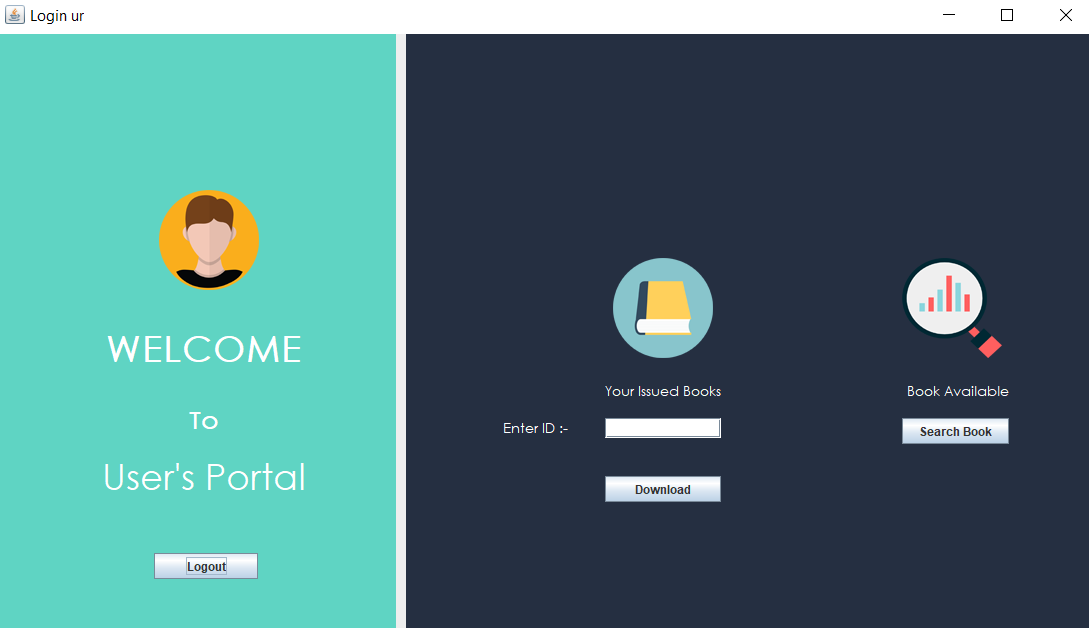 Login ur
WELCOME
To
User's Portal
Logout
Your Issued Books
Enter ID :-
Download
Book Available
Search Book